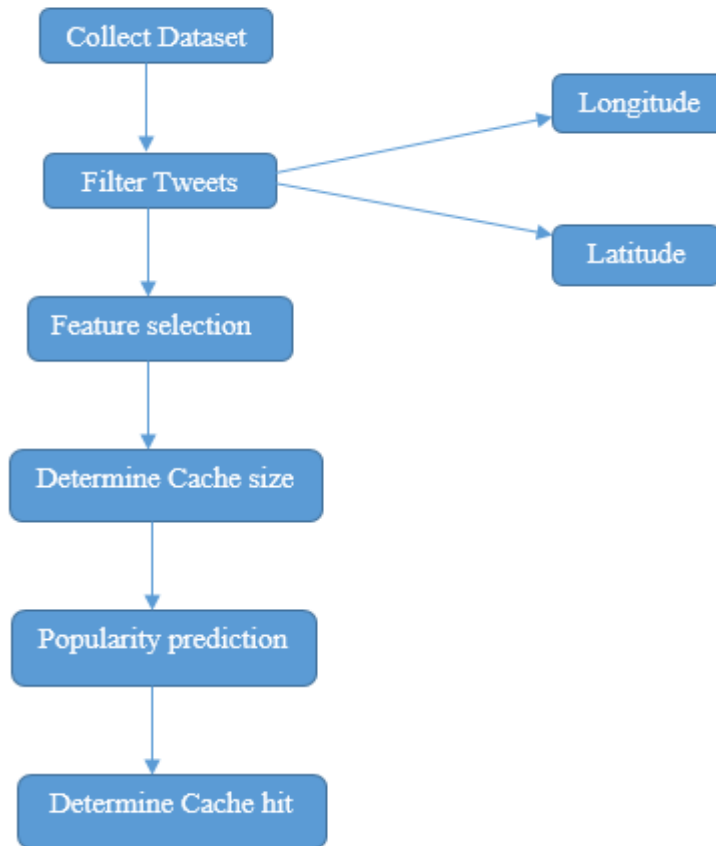 Collect Dataset
Longitude
Filter Tweets
Latitude
Feature selection
Determine Cache size
Popularity prediction
Determine Cache hit